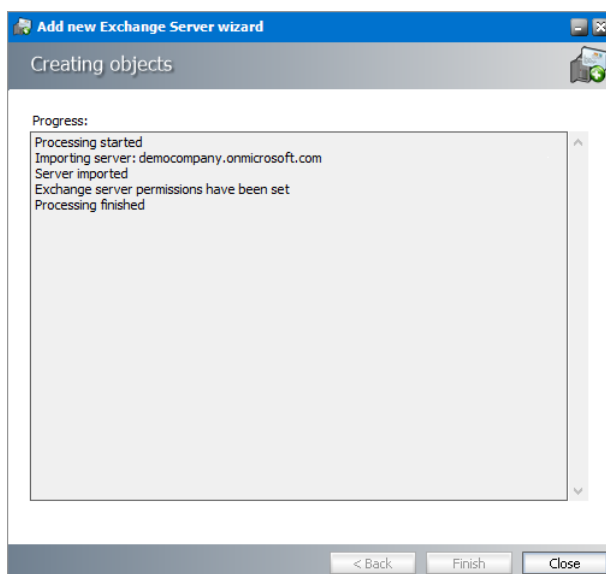 Add new Exchange Server wizard
Creating objects
Progress:
Processing started
Importing server: democompany.onmicrosoft.com
Server imported
Exchange server permissions have been set
Processing finished
< Back Finish Close